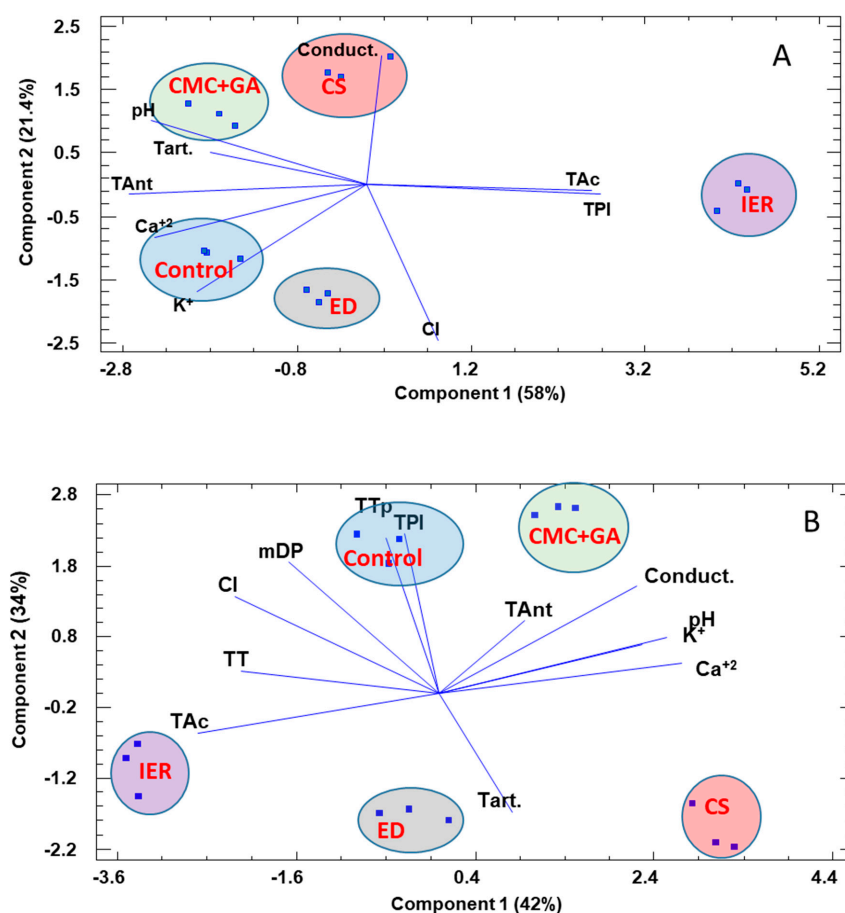 2.5
1.5
0.5
-0.5
-1.5
-2.5
Component 2 (21.4%)
A
Conduct.
CMC+GA
CS
pH
Tart.
TAnt
TAc
IER
TPI
Ca+2
Control
K+
ED
CI
-2.8
-0.8
1.2
3.2
5.2
Component 1 (58%)
2.8
1.8
0.8
-0.2
-1.2
-2.2
Component 2 (34%)
B
TTp
TPI
Control
CMC+GA
mDP
CI
Conduct.
TAnt
pH
K+
TT
Ca+2
TAc
IER
Tart.
CS
ED
-3.6
-1.6
0.4
2.4
4.4
Component 1 (42%)